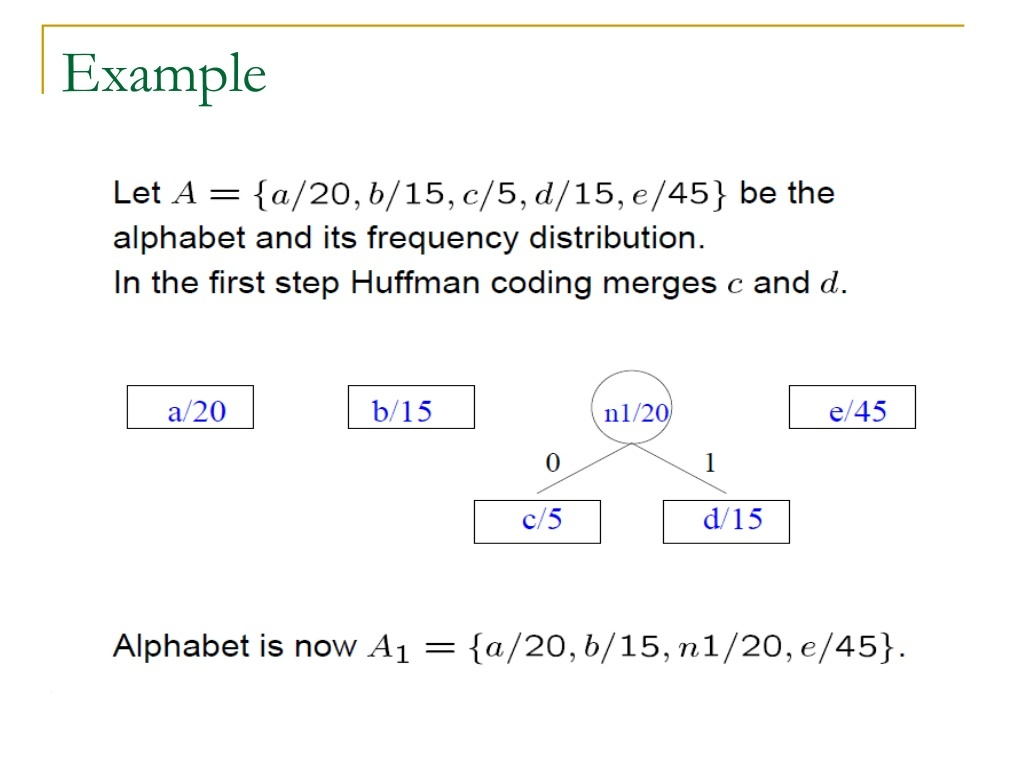 Example
Let A = {a/20, b/15, c/5, d/15, e/45} be the
alphabet and its frequency distribution.
In the first step Huffman coding merges c and d.
a/20 b/15 n1/20 e/45
0 1
c/5 d/15
Alphabet is now A₁ = {a/20, b/15, n1/20, e/45}.